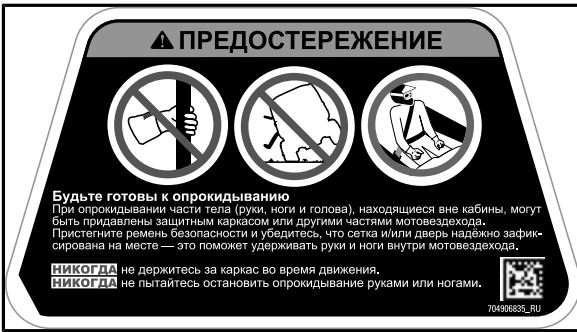 ПРЕДОСТЕРЕЖЕНИЕ
Будьте готовы к опрокидыванию
При опрокидывании части тела (руки, ноги и голова), находящиеся вне кабины, могут
быть придавлены защитным каркасом или другими частями мотовездехода.
Пристегните ремень безопасности и убедитесь, что сетка и/или дверь надёжно зафик-
сирована на месте — это поможет удерживать руки и ноги внутри мотовездехода.
НИКОГДА не держитесь за каркас во время движения.
НИКОГДА не пытайтесь остановить опрокидывание руками или ногами.
704906835_RU